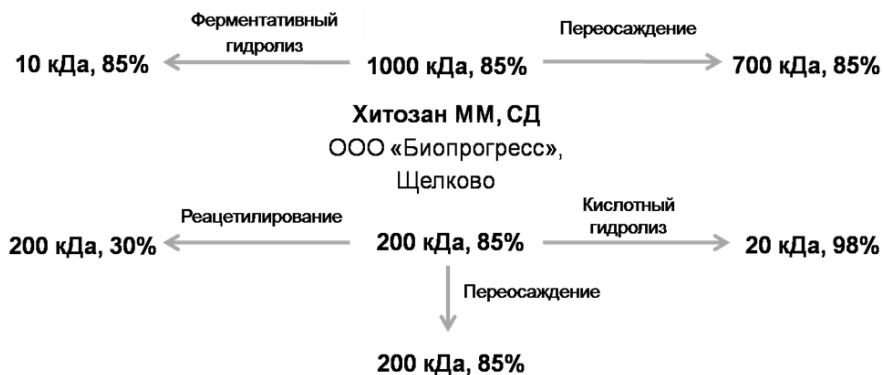 Ферментативный
гидролиз
Переосаждение
10 кДа, 85%
1000 кДа, 85%
700 кДа, 85%
Хитозан ММ, СД
ООО «Биопрогресс»,
Щелково
Реацетилирование
Кислотный
гидролиз
200 кДа, 30%
200 кДа, 85%
20 кДа, 98%
Переосаждение
200 кДа, 85%